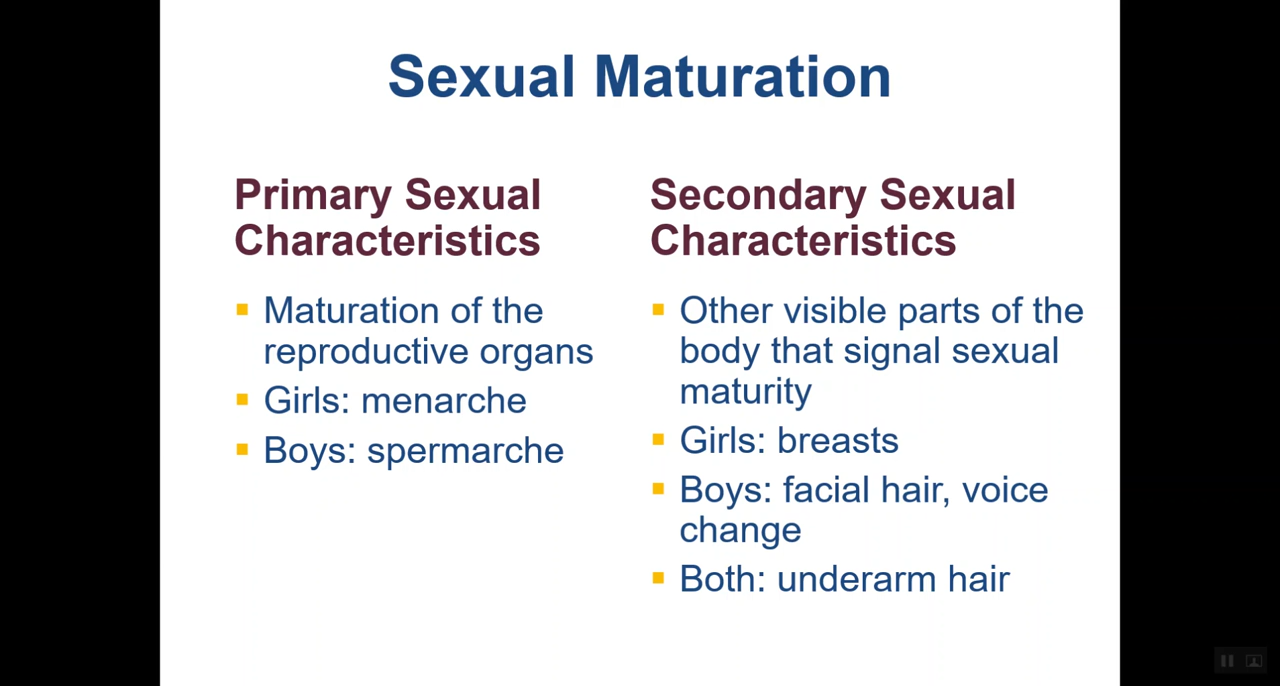 Sexual Maturation
Primary Sexual
Characteristics
Maturation of the
reproductive organs
Girls: menarche
Boys: spermarche
Secondary Sexual
Characteristics
Other visible parts of the
body that signal sexual
maturity
Girls: breasts
Boys: facial hair, voice
change
Both: underarm hair